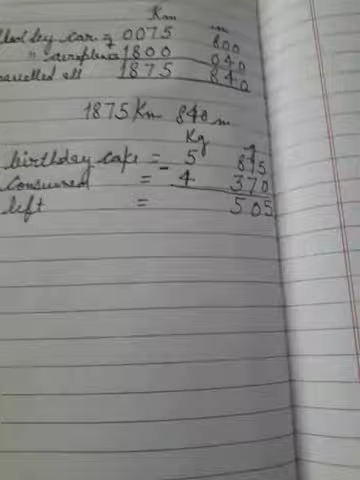 Km m
by car = 0075 800
" aeroplane 1800 040
travelled all 1875 840
1875 Km 840 m
Kg
birthday cake = 5 875
consumed = - 4 370
left = 505